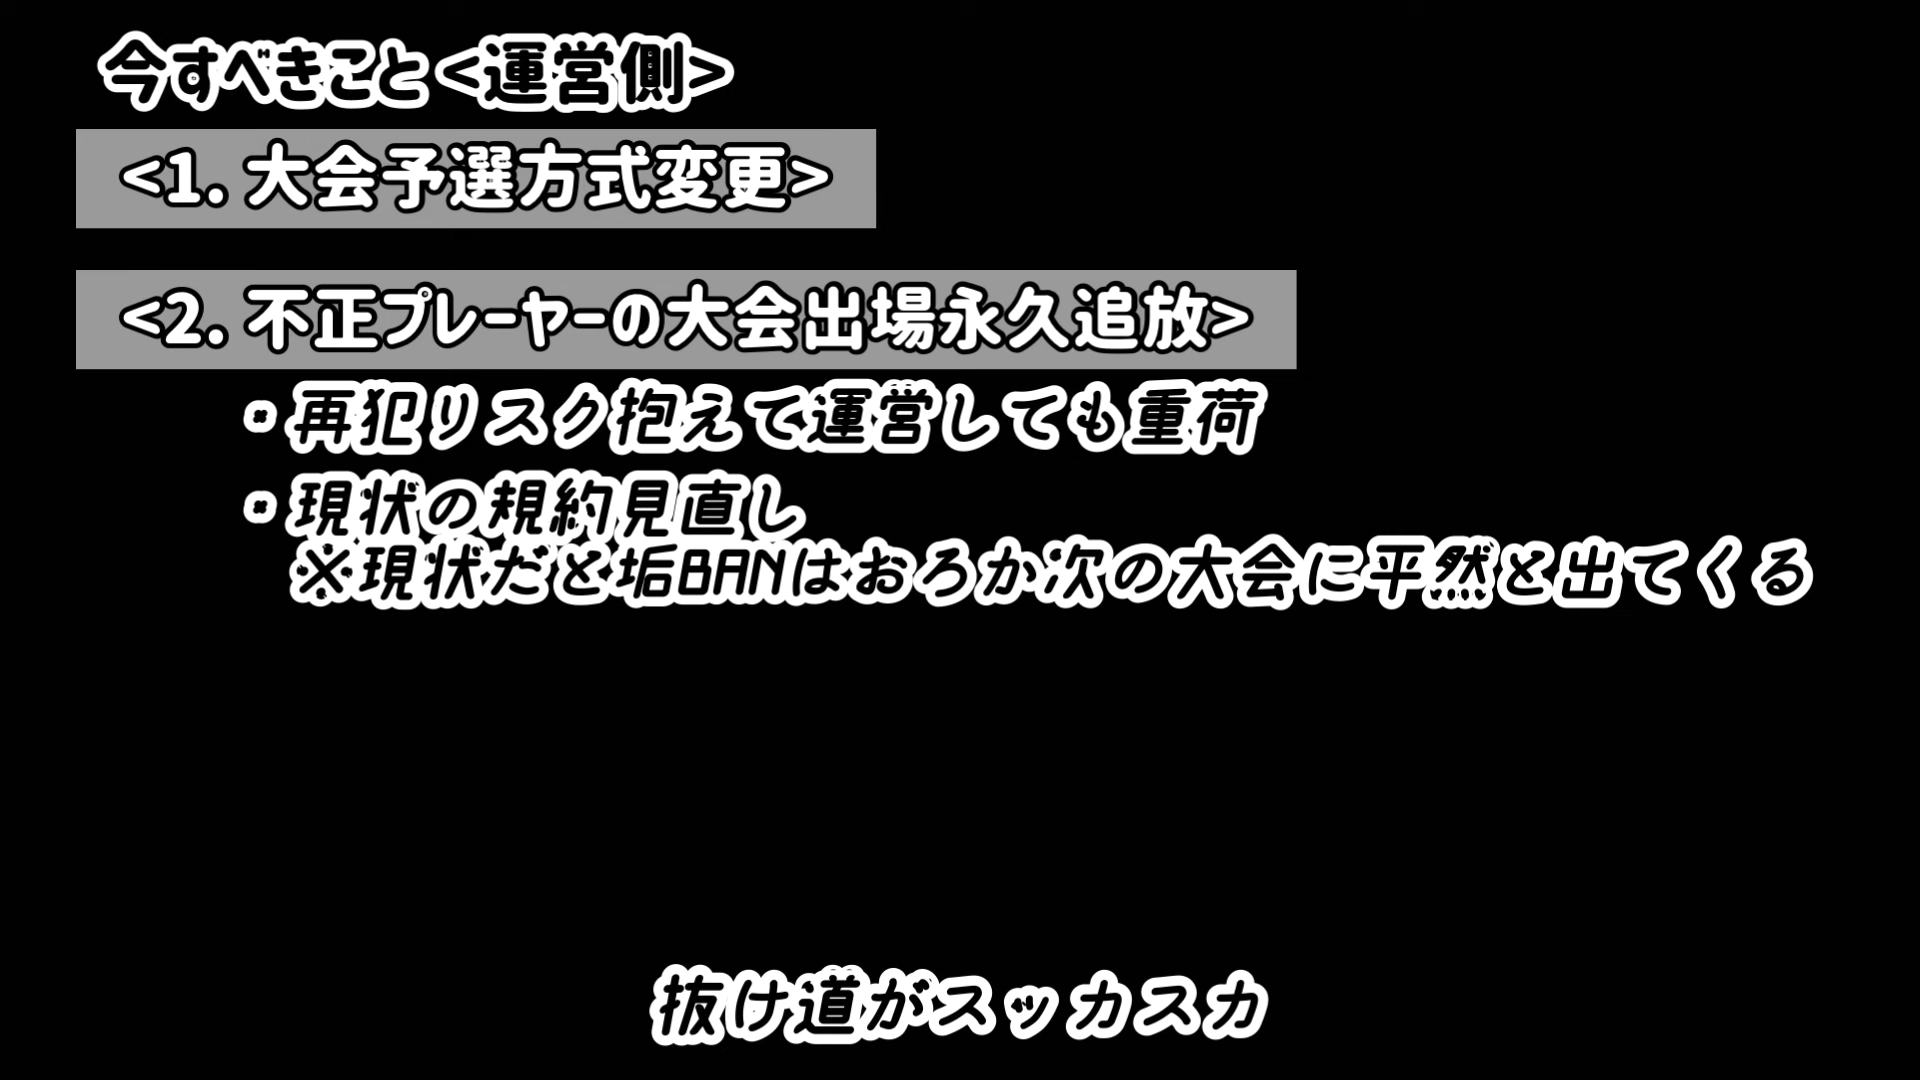 今すべきこと<運営側>
<1. 大会予選方式変更>
<2. 不正プレーヤーの大会出場永久追放>
・再犯リスク抱えて運営しても重荷
・現状の規約見直し
※現状だと垢BANはおろか次の大会に平然と出てくる
抜け道がスッカスカ